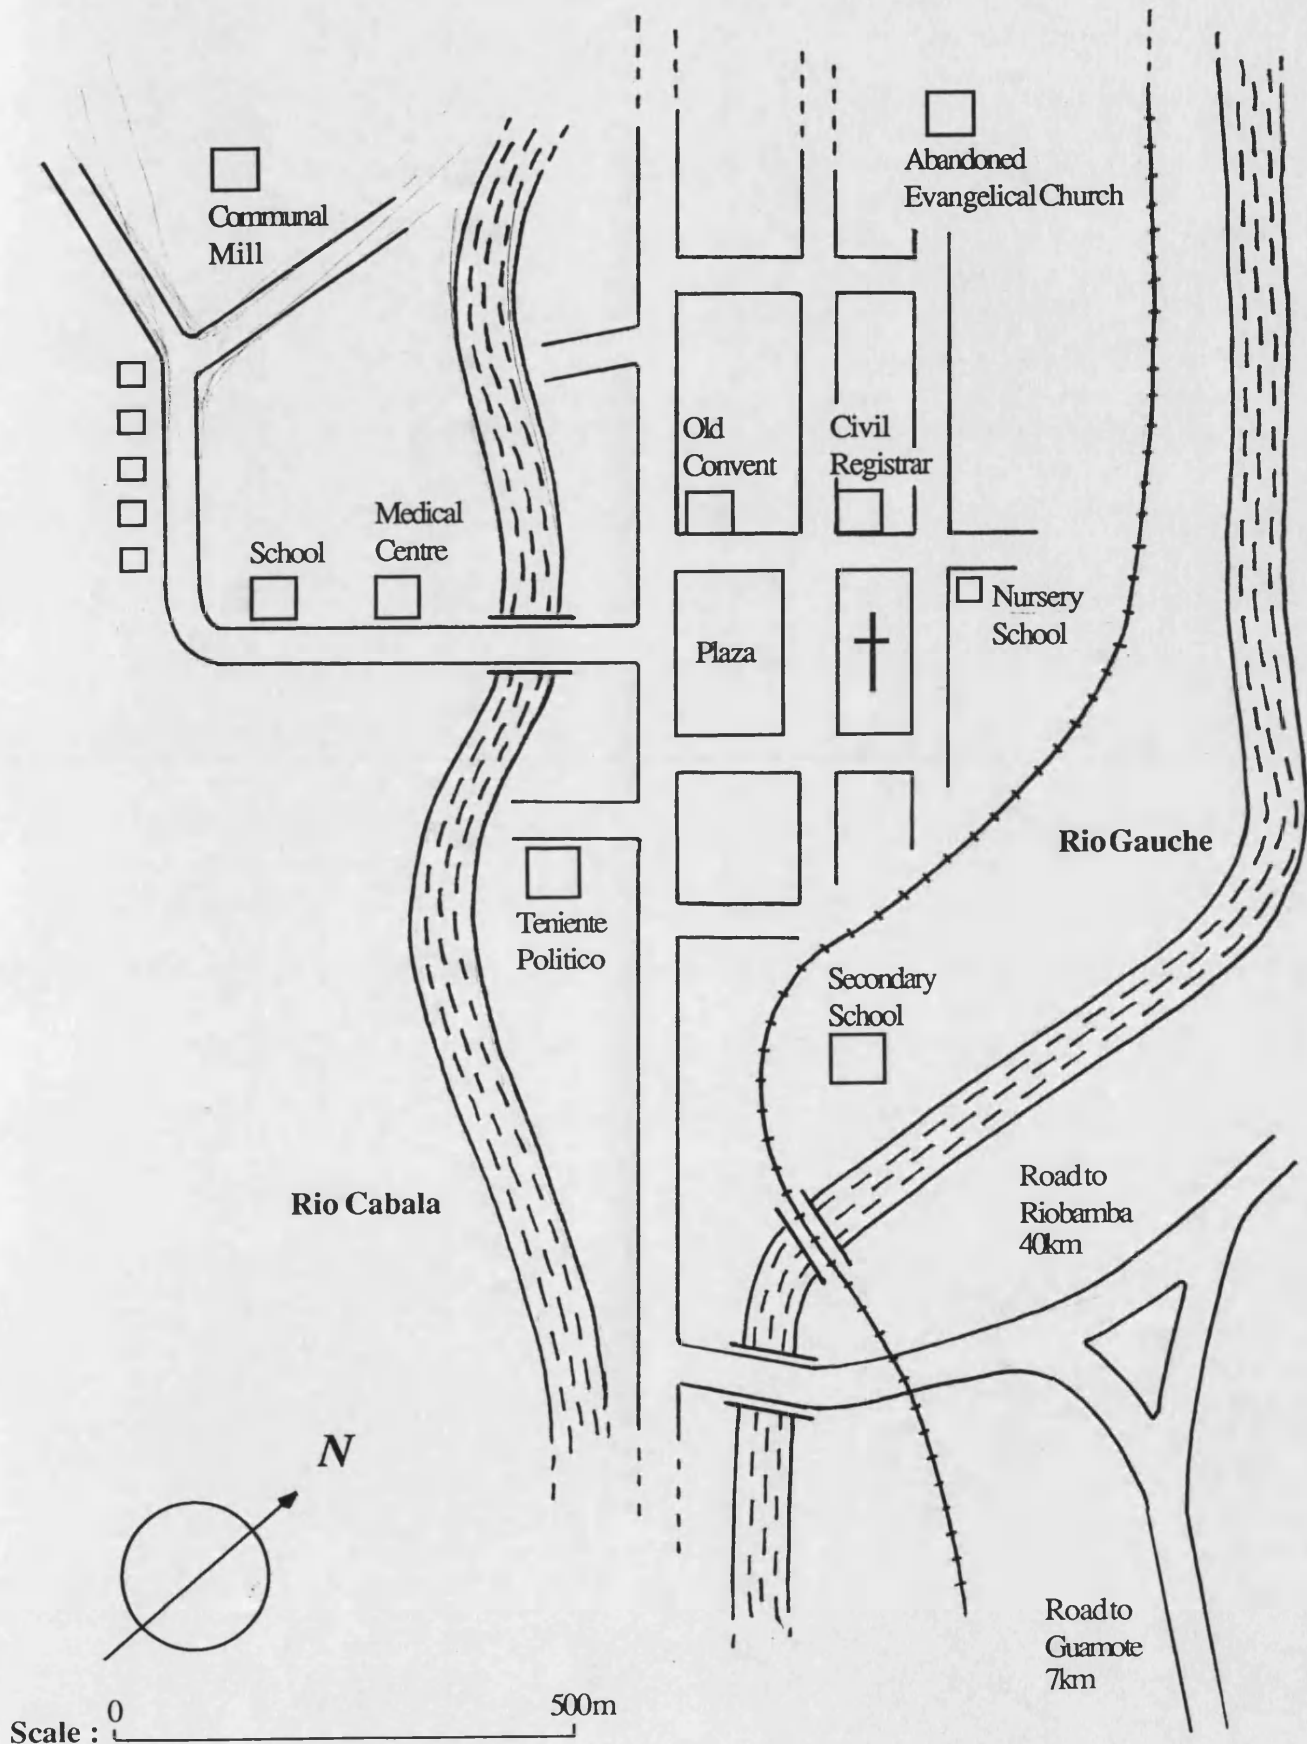 Communal
Mill
Abandoned
Evangelical Church
Old
Convent
Civil
Registrar
School
Medical
Centre
Plaza
Nursery
School
Rio Gauche
Teniente
Politico
Secondary
School
Rio Cabala
Road to
Riobamba
40km
N
Road to
Guamote
7km
Scale :
0
500m